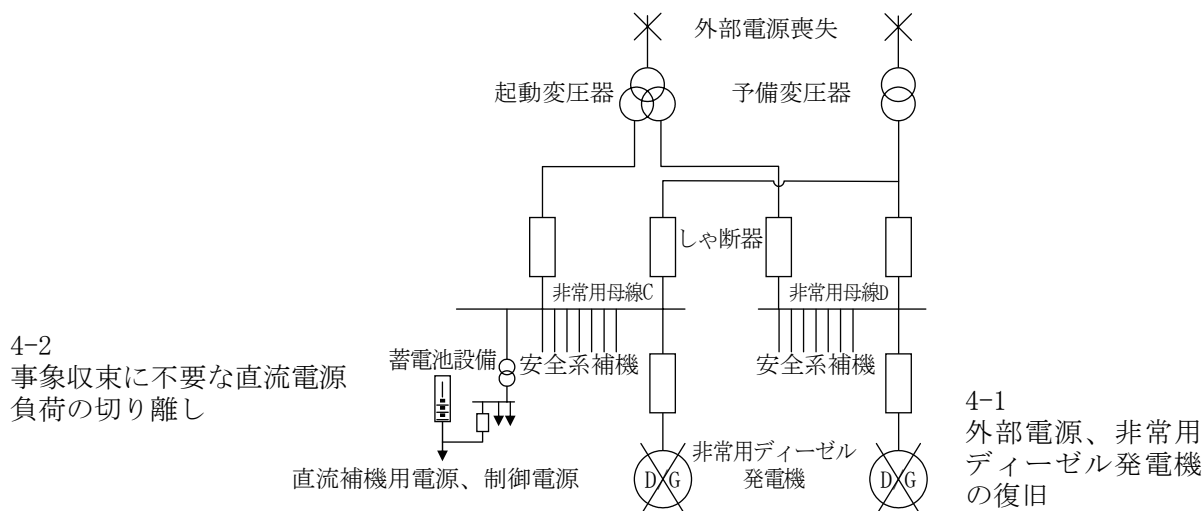 外部電源喪失
起動変圧器
予備変圧器
しゃ断器
非常用母線C
非常用母線D
4-2
事象収束に不要な直流電源
負荷の切り離し
蓄電池設備
安全系補機
安全系補機
4-1
外部電源、非常用
ディーゼル発電機
の復旧
直流補機用電源、制御電源
D G
非常用ディーゼル
発電機
D G